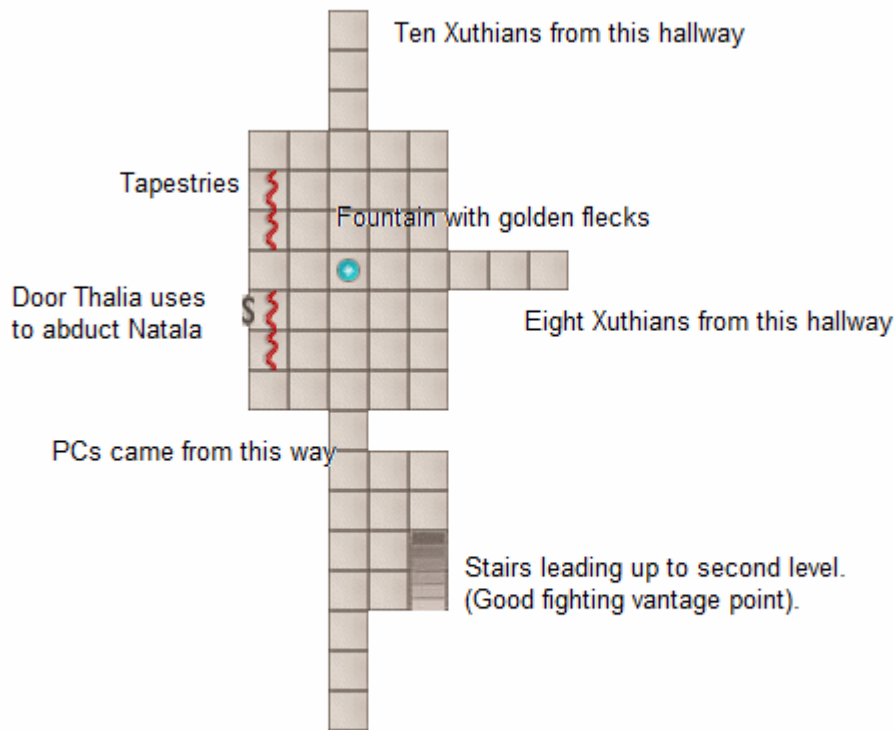 Ten Xuthians from this hallway
Tapestries
Fountain with golden flecks
Door Thalia uses
to abduct Natala
S
Eight Xuthians from this hallway
PCs came from this way
Stairs leading up to second level.
(Good fighting vantage point).